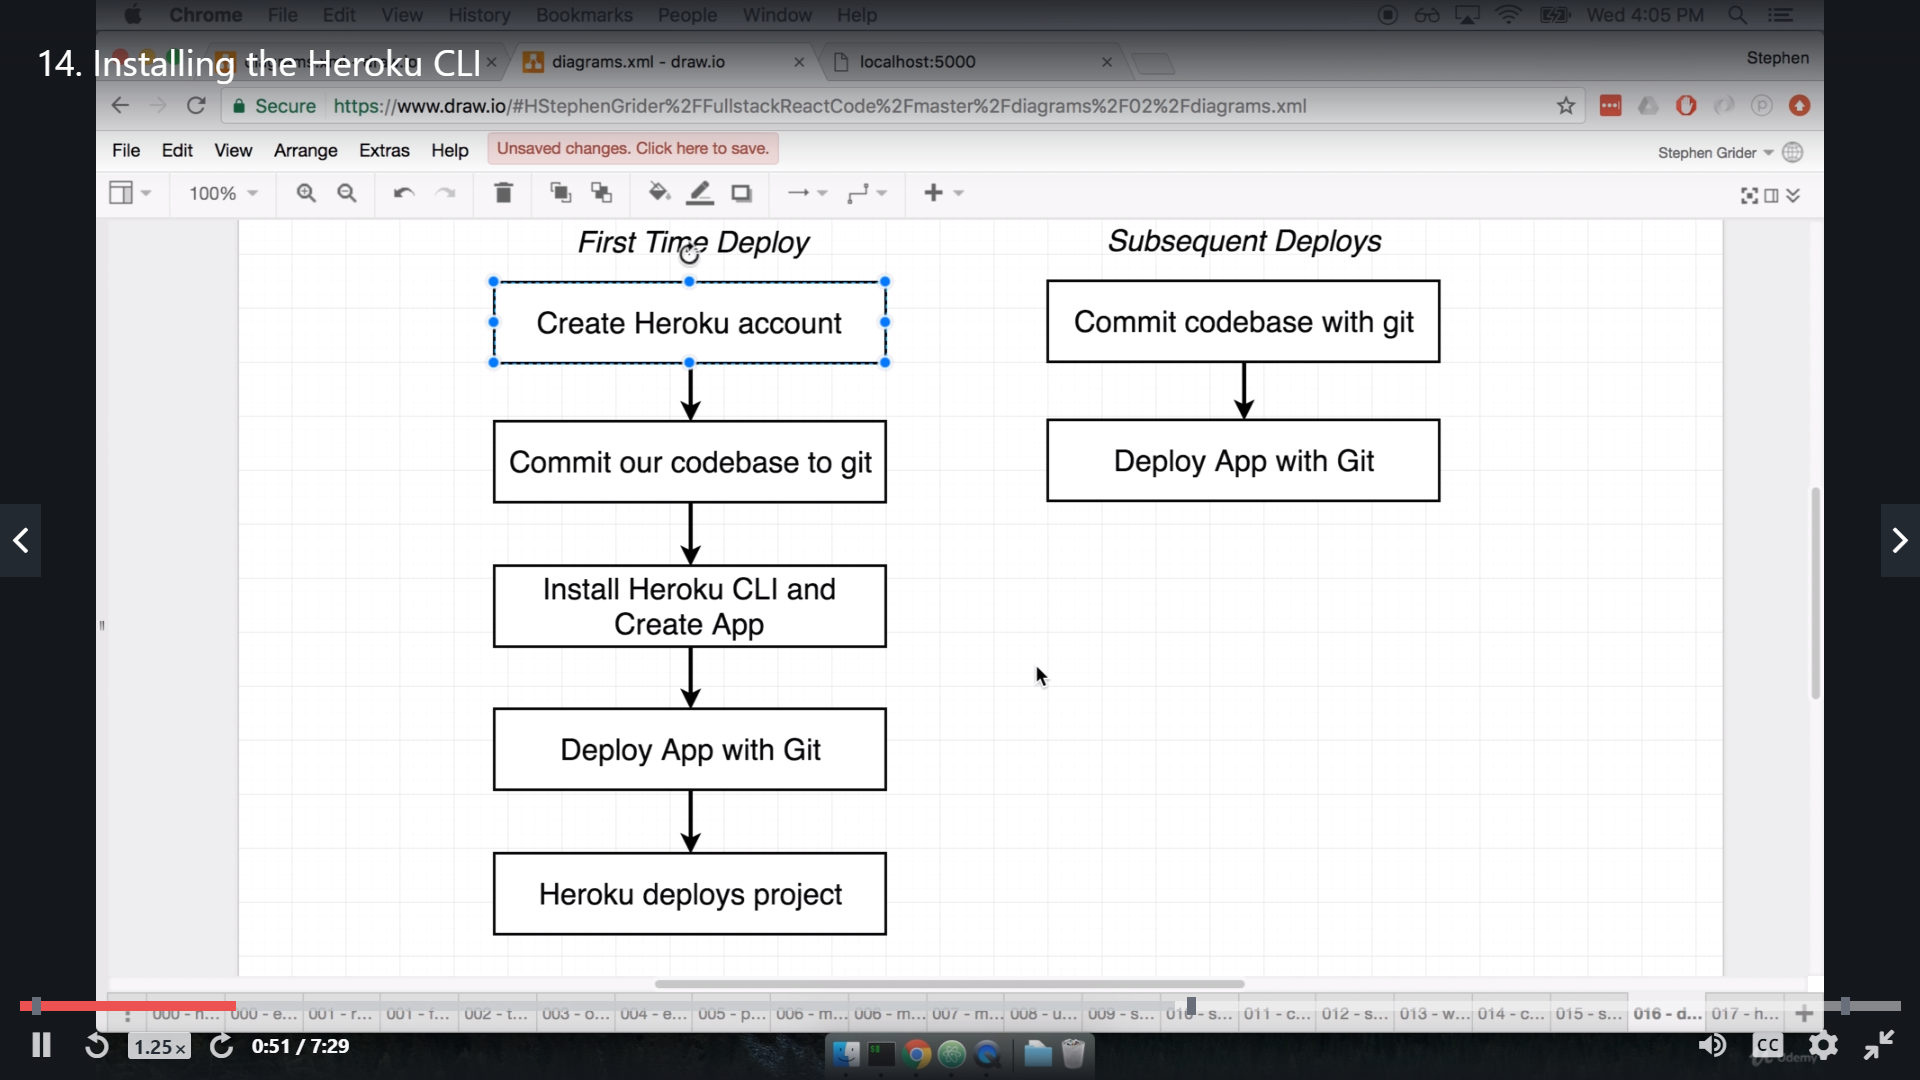 Chrome File Edit View History Bookmarks People Window Help Wed 4:05 PM
14. Installing the Heroku CLI
diagrams.xml - draw.io
localhost:5000
Stephen
Secure https://www.draw.io/#HStephenGrider%2FFullstackReactCode%2Fmaster%2Fdiagrams%2F02%2Fdiagrams.xml
File Edit View Arrange Extras Help Unsaved changes. Click here to save. Stephen Grider
100%
First Time Deploy
Subsequent Deploys
Create Heroku account
Commit codebase with git
Commit our codebase to git
Deploy App with Git
Install Heroku CLI and
Create App
Deploy App with Git
Heroku deploys project
000 - n... 000 - e... 001 - r... 001 - f... 002 - t... 003 - o... 004 - e... 005 - p... 006 - m... 006 - m... 007 - m... 008 - u... 009 - s... 010 - s... 011 - c... 012 - s... 013 - w... 014 - c... 015 - s... 016 - d... 017 - h...
1.25x 0:51 / 7:29 CC
Udemy